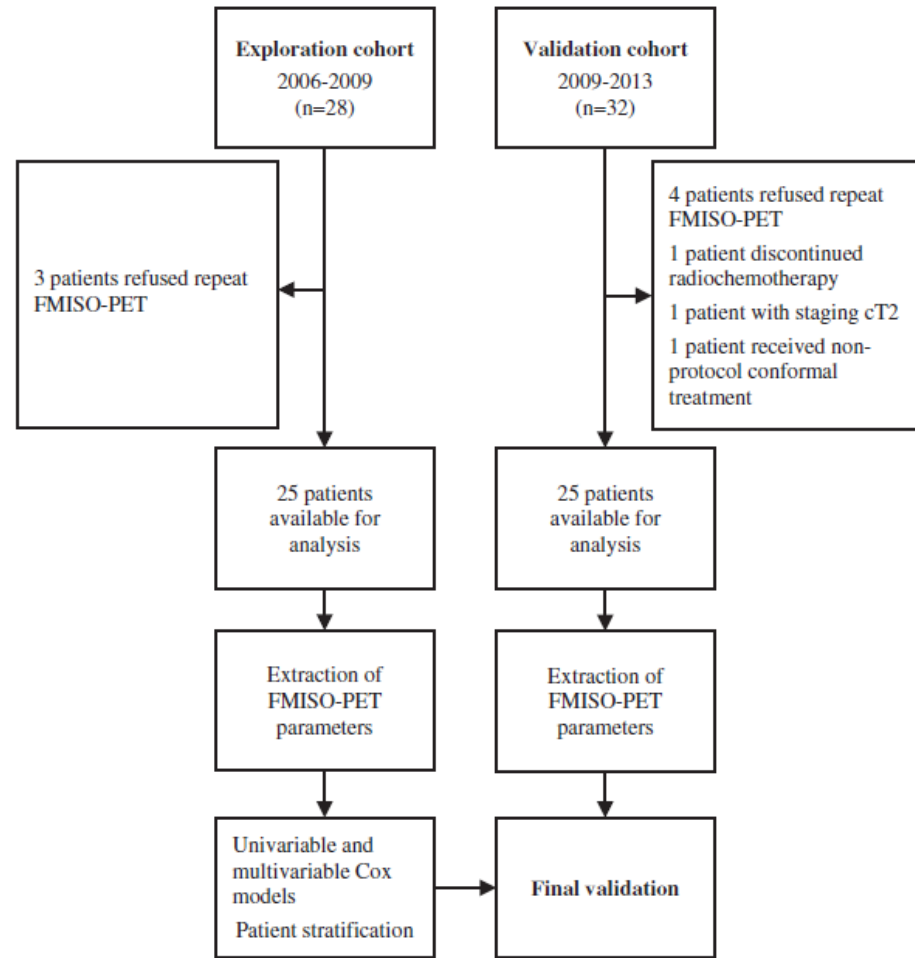 Exploration cohort
2006-2009
(n=28)
Validation cohort
2009-2013
(n=32)
3 patients refused repeat
FMISO-PET
4 patients refused repeat
FMISO-PET
1 patient discontinued
radiochemotherapy
1 patient with staging cT2
1 patient received non-
protocol conformal
treatment
25 patients
available for
analysis
25 patients
available for
analysis
Extraction of
FMISO-PET
parameters
Extraction of
FMISO-PET
parameters
Univariable and
multivariable Cox
models
Patient stratification
Final validation